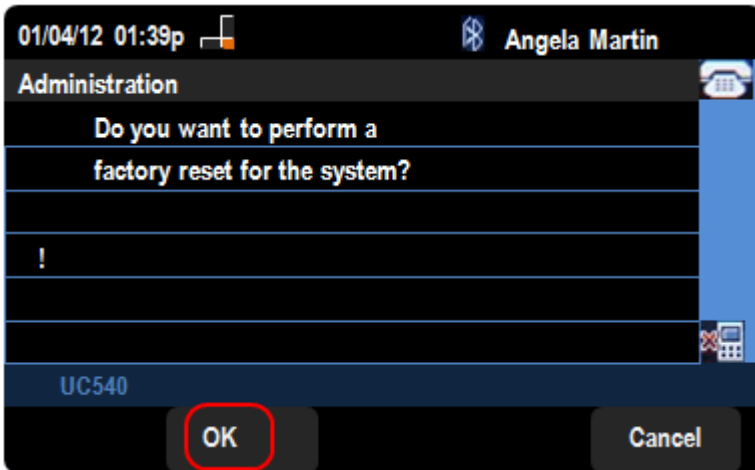 01/04/12 01:39p Angela Martin
Administration
Do you want to perform a
factory reset for the system?
!
UC540
OK Cancel